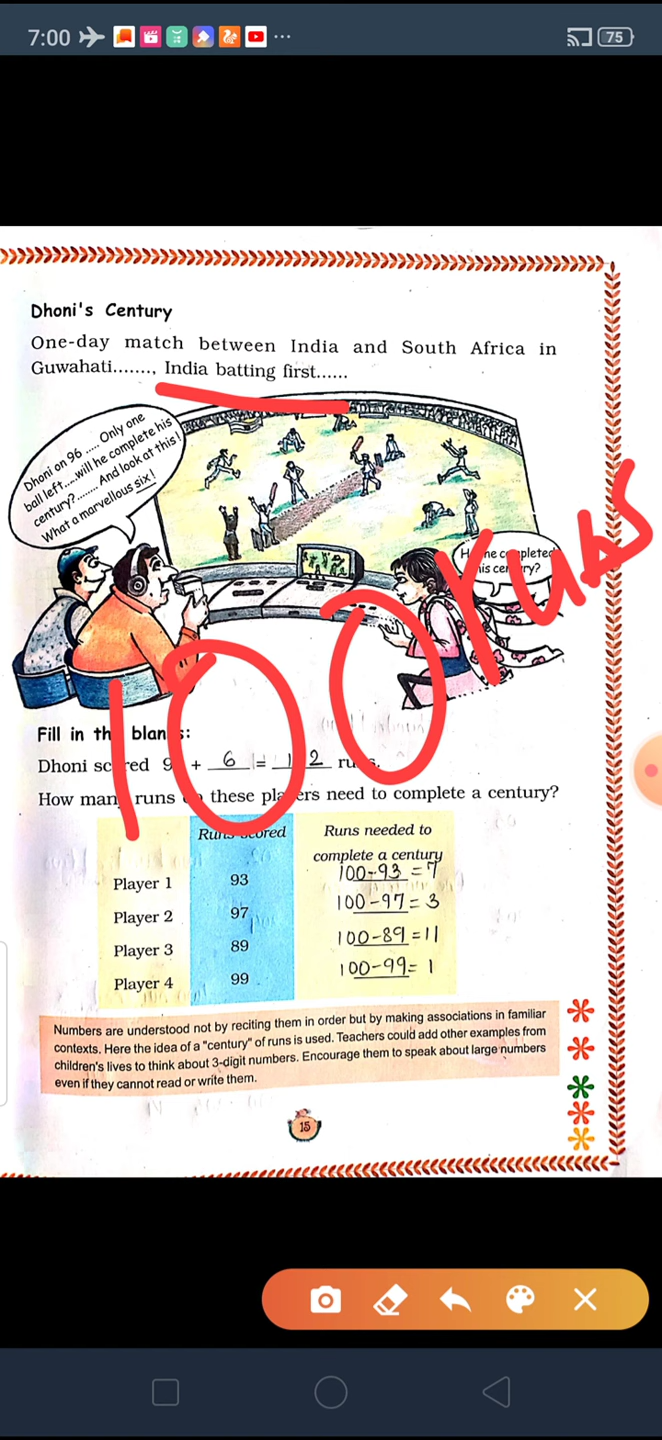 7:00
75
Dhoni's Century
One-day match between India and South Africa in
Guwahati......., India batting first......
Dhoni on 96 ..... Only one
ball left....will he complete his
century?....... And look at this!
What a marvellous six!
completed
100 runs
Fill in
Dhoni + 6 =
How many runs these need to complete a century?
Runs needed to
complete a century
Player 1 93 100-93 = 7
Player 2 97 100-97 = 3
Player 3 89 100-89 = 11
Player 4 99 100-99 = 1
Numbers are understood not by reciting them in order but by making associations in familiar
contexts. Here the idea of a "century" of runs is used. Teachers could add other examples from
children's lives to think about 3-digit numbers. Encourage them to speak about large numbers
even if they cannot read or write them.
15